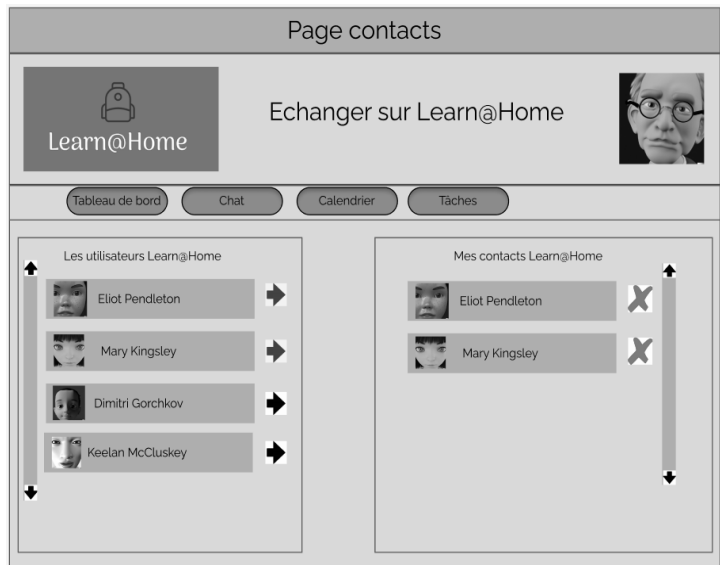 Page contacts
Learn@Home
Echanger sur Learn@Home
Tableau de bord
Chat
Calendrier
Tâches
Les utilisateurs Learn@Home
Eliot Pendleton
Mary Kingsley
Dimitri Gorchkov
Keelan McCluskey
Mes contacts Learn@Home
Eliot Pendleton
Mary Kingsley